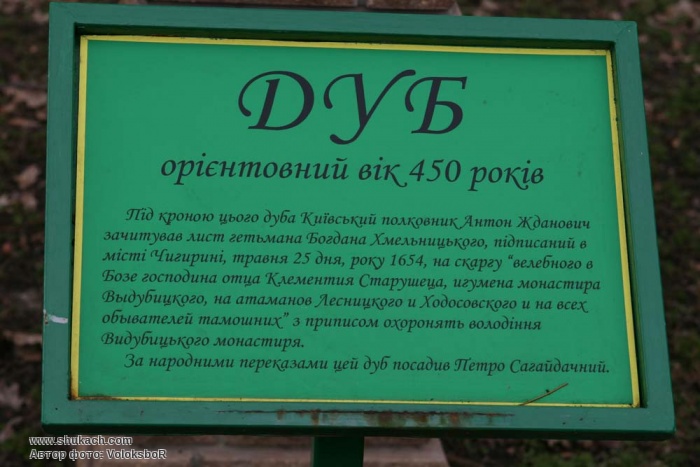 ДУБ
орієнтовний вік 450 років
Під кроною цього дуба Київський полковник Антон Жданович
зачитував лист гетьмана Богдана Хмельницького, підписаний в
місті Чигирині, травня 25 дня, року 1654, на скаргу “велебного в
Бозе господина отца Клементия Старушеца, игумена монастира
Выдубицкого, на атаманов Лесницкого и Ходосовского и на всех
обывателей тамошних” з приписом охоронять володіння
Видубицького монастиря.
За народними переказами цей дуб посадив Петро Сагайдачний.
www.shukach.com
Автор фото: VoloksboR